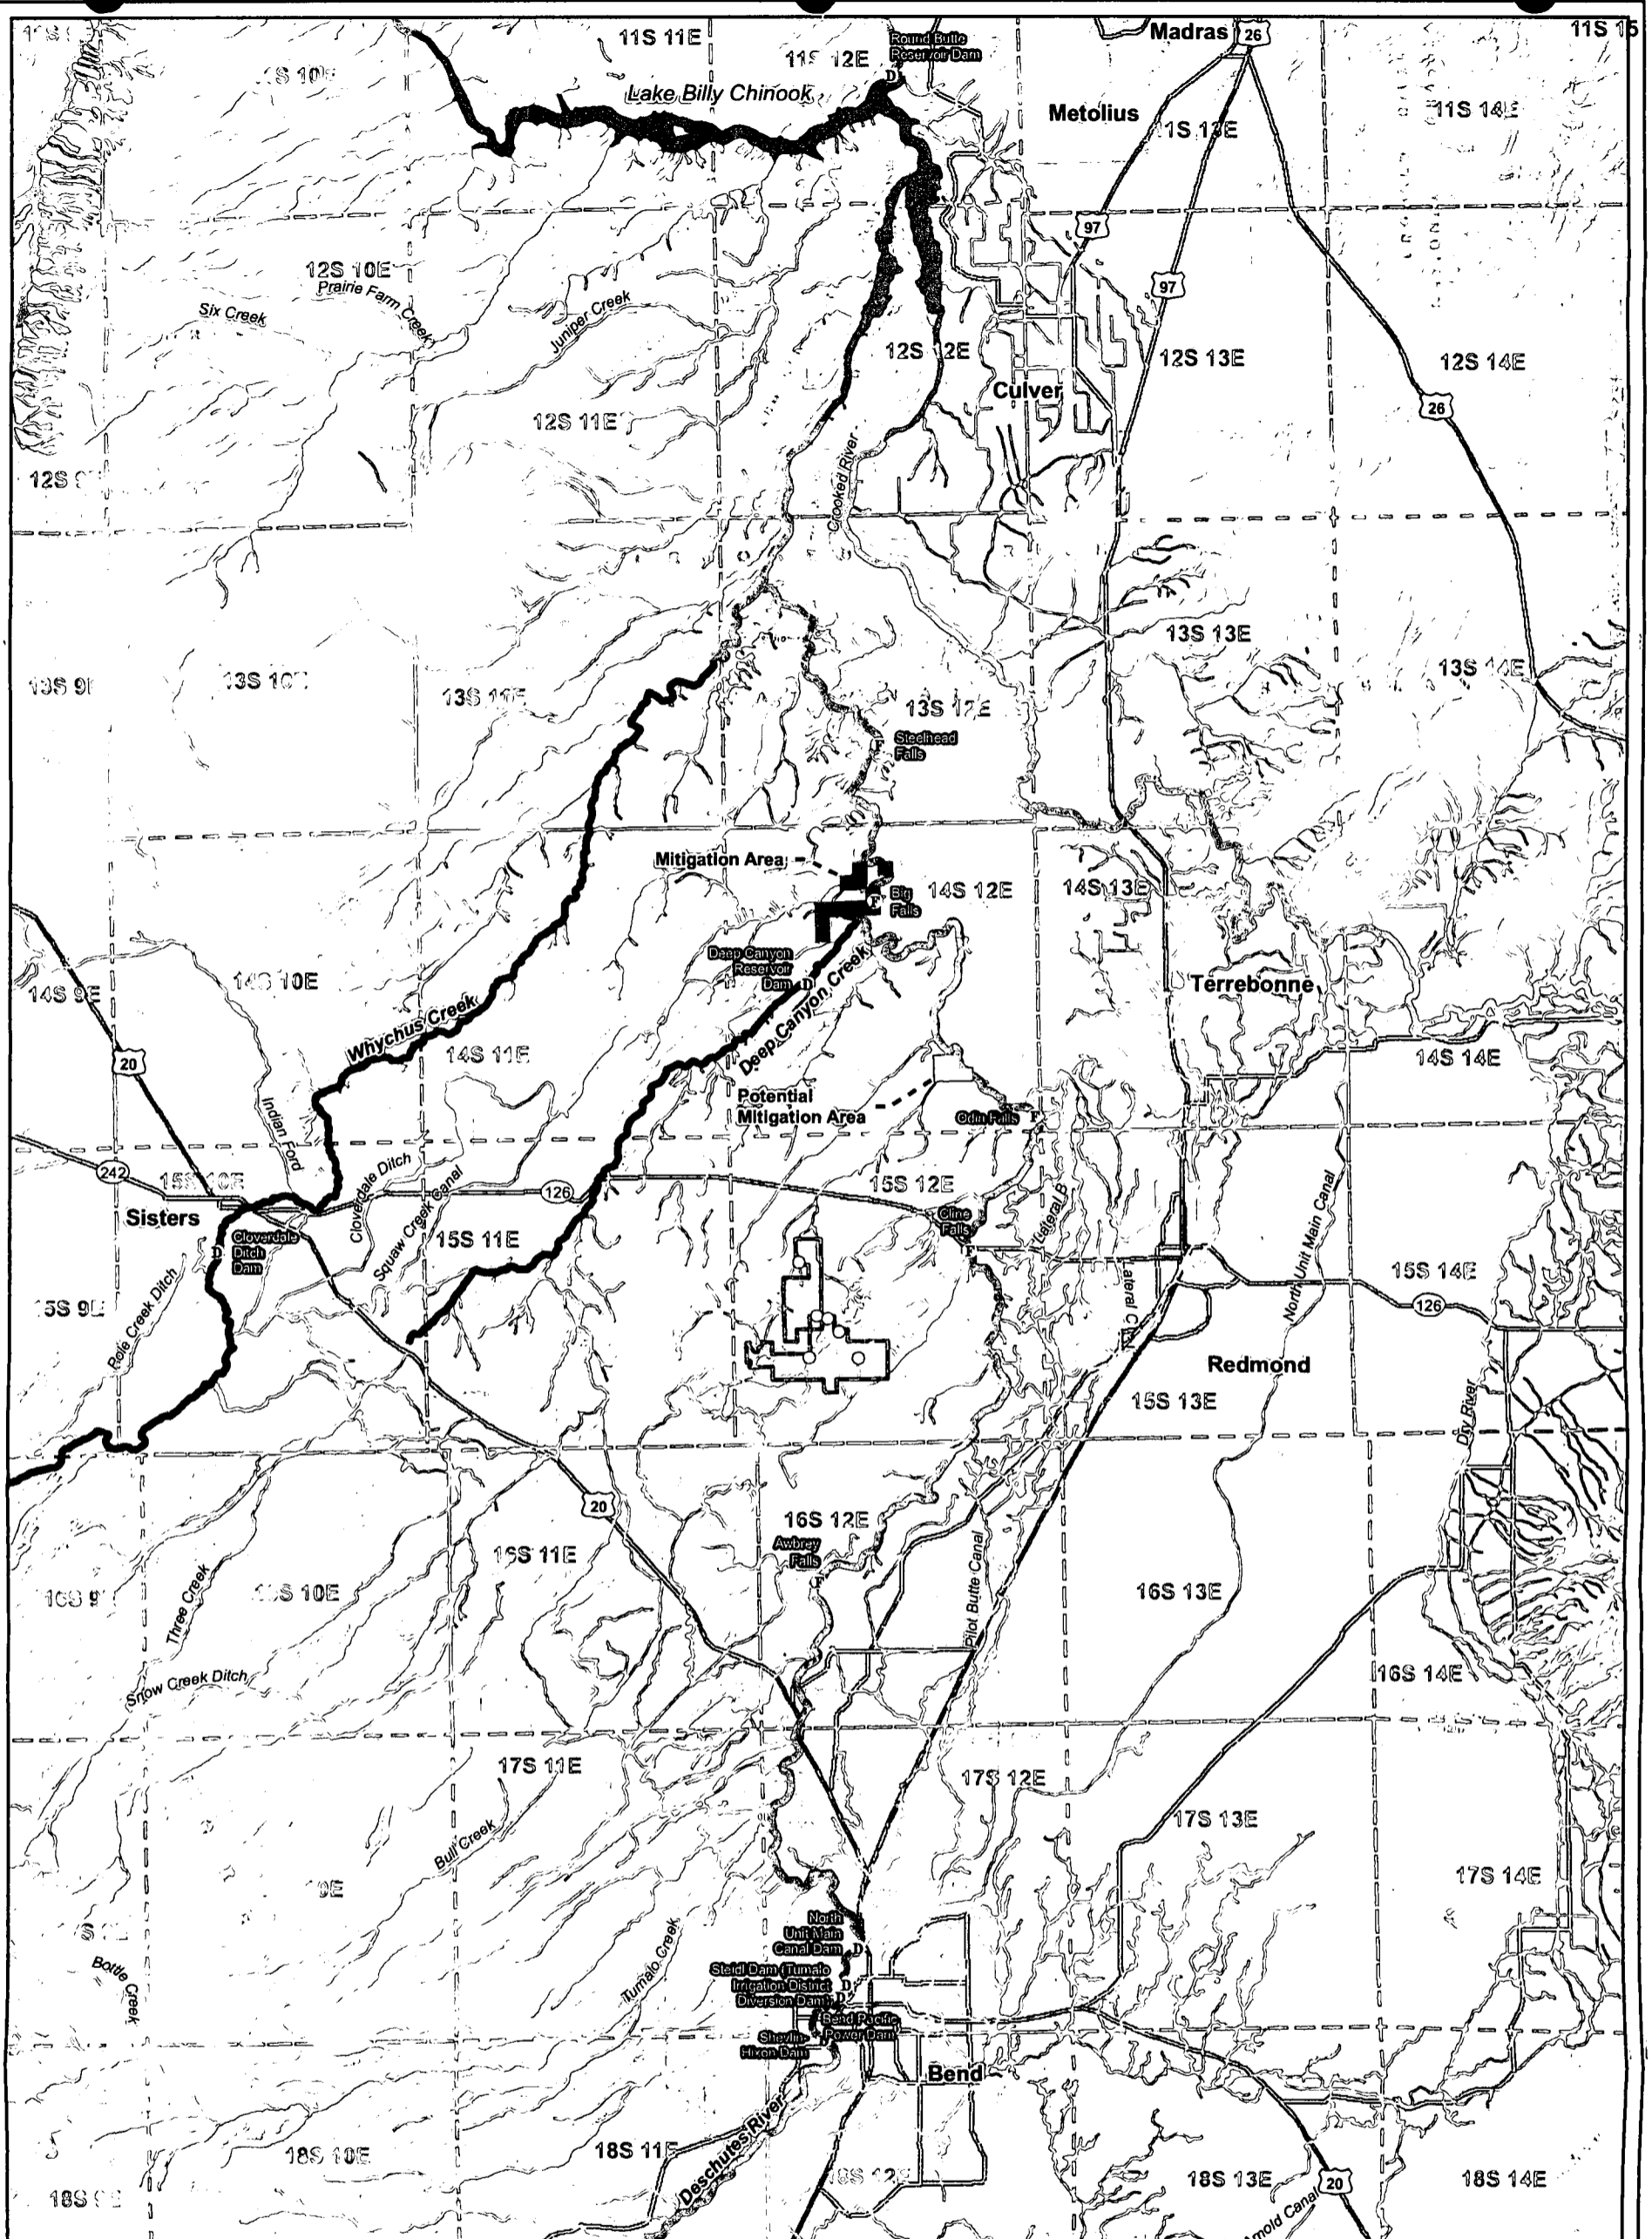 11S 11E
Madras
26
11S 15
Round Butte
Reservoir Dam
11S 12E
D
Lake Billy Chinook
Metolius
11S 14E
11S 13E
97
12S 10E
Prairie Farm Creek
Six Creek
Juniper Creek
97
12S 13E
12S 14E
Culver
26
12S 11E
Crooked River
13S 13E
13S 14E
13S 11E
13S 12E
Steelhead
Falls
F
Mitigation Area
14S 12E
14S 13E
Big
Falls
F
Deep Canyon
Reservoir
Dam
D
Deep Canyon Creek
Terrebonne
14S 10E
14S 9E
Whychus Creek
14S 11E
14S 14E
20
Potential
Mitigation Area
Odin Falls
F
Indian Ford
242
15S 10E
Cloverdale Ditch
Squaw Creek Canal
126
15S 12E
Sisters
Cline
Falls
F
Lateral B
North Unit Main Canal
Cloverdale
Ditch
Dam
D
15S 11E
Lateral C
15S 14E
126
Redmond
15S 13E
Dry River
20
16S 12E
Awbrey
Falls
16S 11E
Pilot Butte Canal
16S 13E
Three Creek
Snow Creek Ditch
16S 14E
17S 11E
17S 12E
17S 13E
Bull Creek
17S 14E
North
Unit Main
Canal Dam
D
Steidl Dam (Tumalo
Irrigation District
Diversion Dam)
D
D
Bend Pacific
Power Dam
Shevlin-
Hixon Dam
Tumalo Creek
Bottle Creek
Bend
Deschutes River
18S 10E
18S 11E
18S 13E
20
18S 14E
Arnold Canal